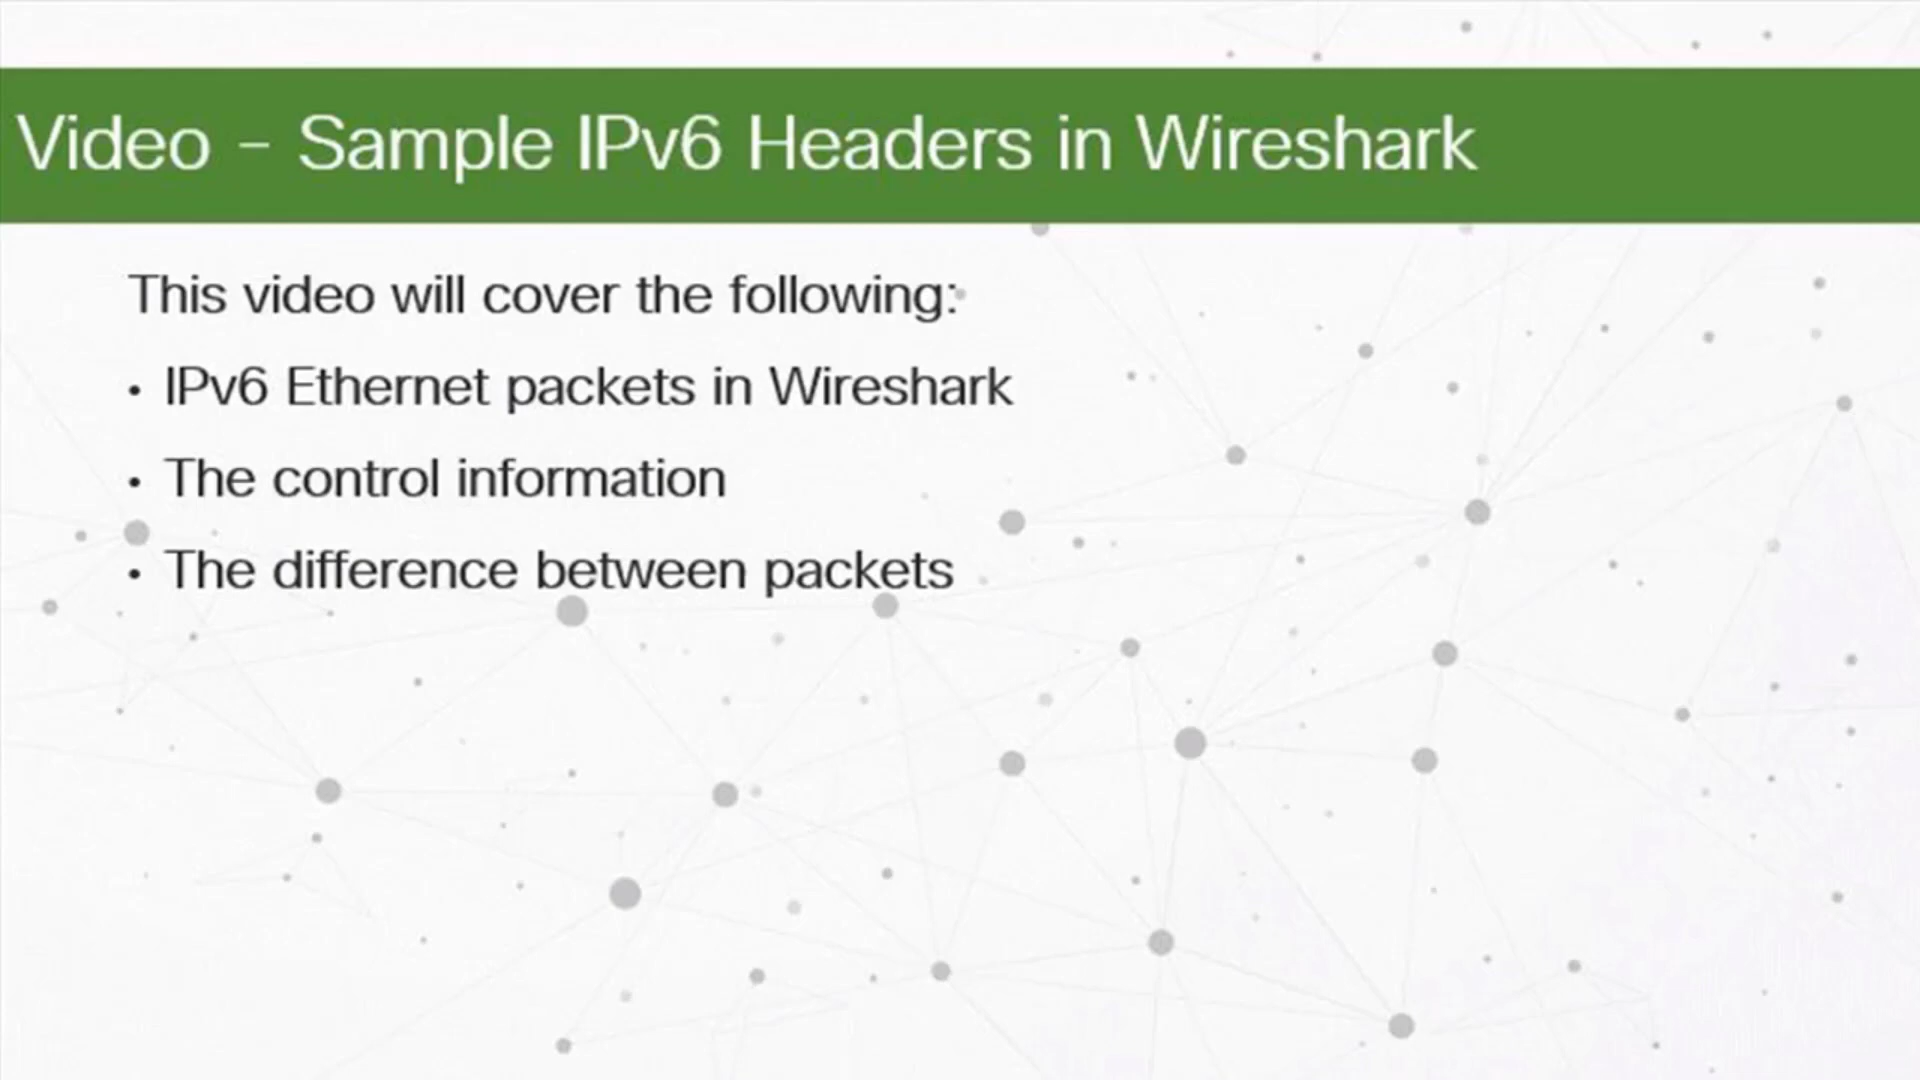 Video – Sample IPv6 Headers in Wireshark
This video will cover the following:
• IPv6 Ethernet packets in Wireshark
• The control information
• The difference between packets